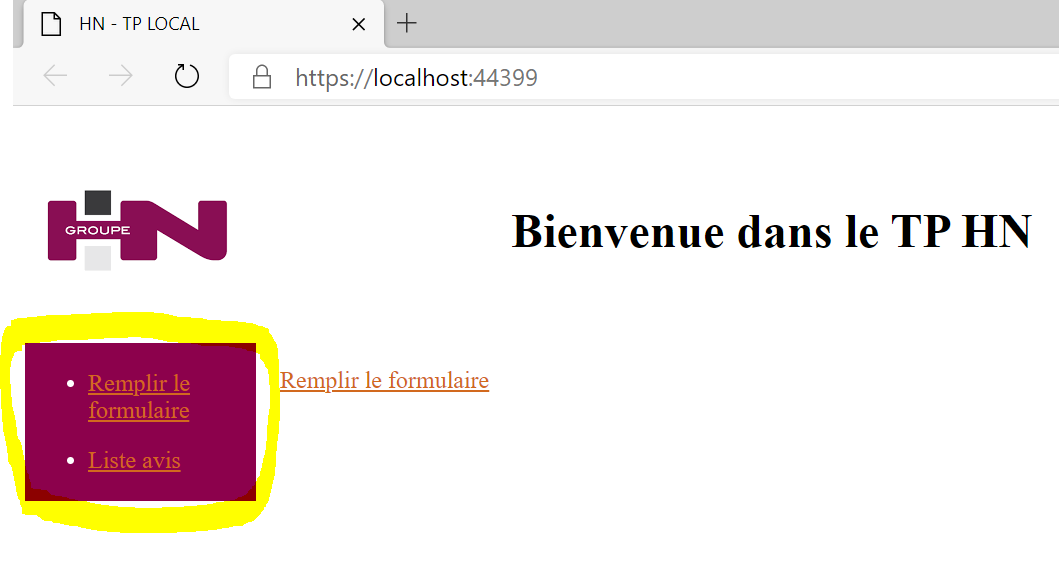 HN - TP LOCAL
https://localhost:44399
GROUPE
HN
Bienvenue dans le TP HN
Remplir le
formulaire
Liste avis
Remplir le formulaire